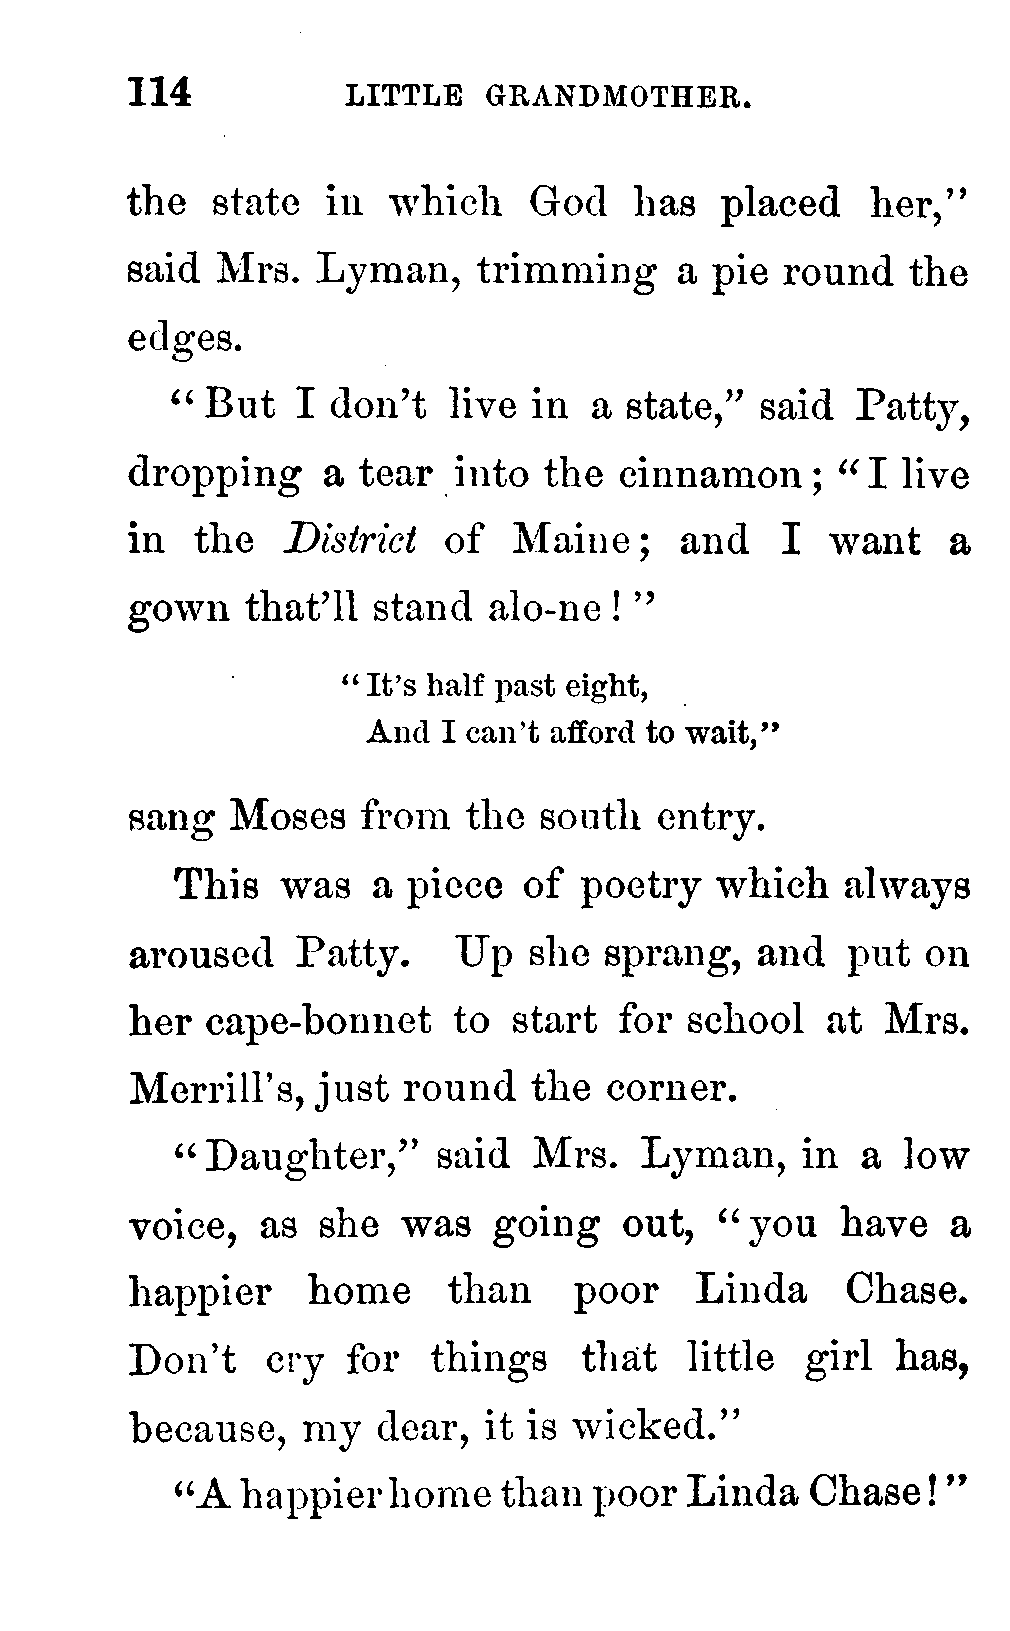 114 LITTLE GRANDMOTHER.
the state in which God has placed her,"
said Mrs. Lyman, trimming a pie round the
edges.
"But I don't live in a state," said Patty,
dropping a tear into the cinnamon; "I live
in the District of Maine; and I want a
gown that'll stand alo-ne!"
"It's half past eight,
And I can't afford to wait,"
sang Moses from the south entry.
This was a piece of poetry which always
aroused Patty. Up she sprang, and put on
her cape-bonnet to start for school at Mrs.
Merrill's, just round the corner.
"Daughter," said Mrs. Lyman, in a low
voice, as she was going out, "you have a
happier home than poor Linda Chase.
Don't cry for things that little girl has,
because, my dear, it is wicked."
"A happier home than poor Linda Chase!"